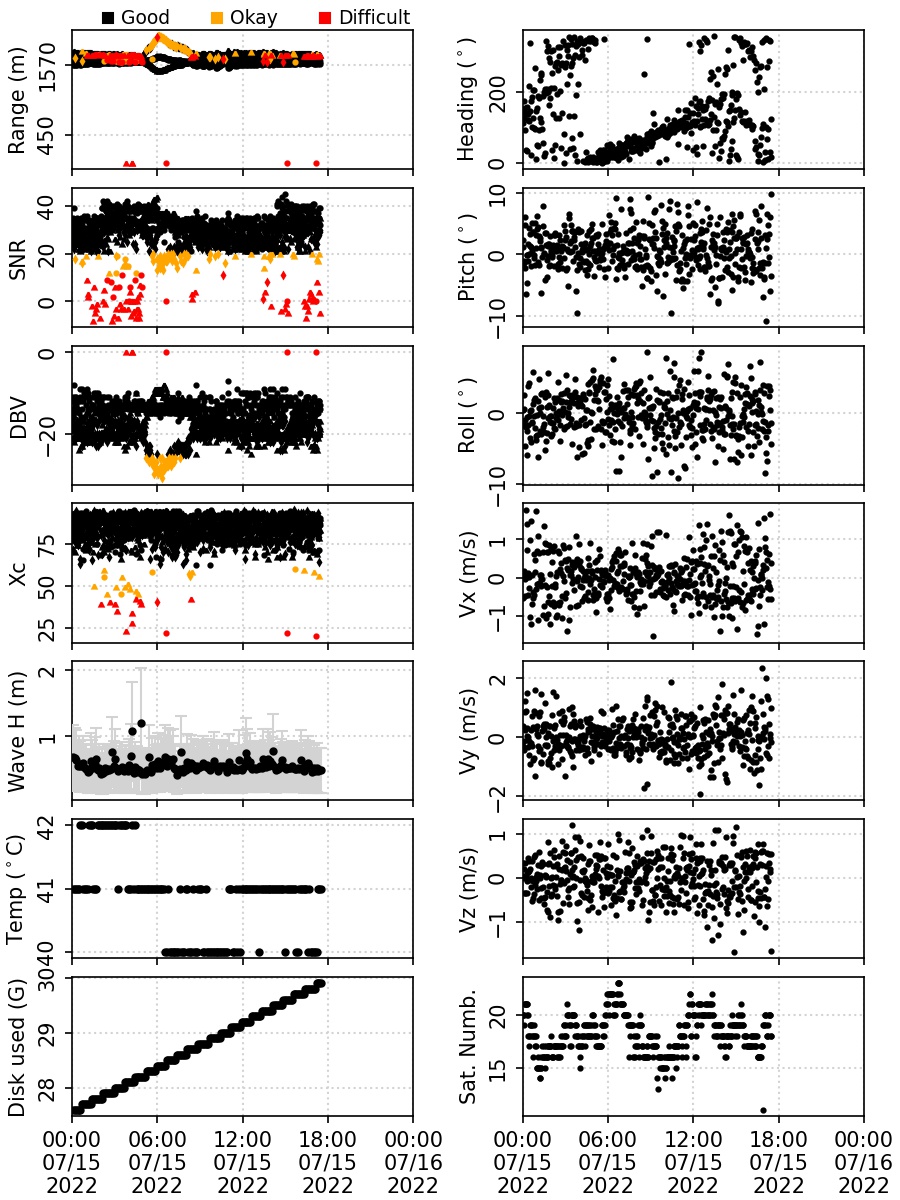 Good Okay Difficult
Range (m)
1570
450
Heading (°)
200
0
SNR
40
20
0
Pitch (°)
10
0
−10
DBV
0
−20
Roll (°)
0
−10
Xc
75
50
25
Vx (m/s)
1
0
−1
Wave H (m)
2
1
Vy (m/s)
2
0
−2
Temp (°C)
42
41
40
Vz (m/s)
1
0
−1
Disk used (G)
30
29
28
Sat. Numb.
20
15
00:00 06:00 12:00 18:00 00:00
07/15 07/15 07/15 07/15 07/16
2022 2022 2022 2022 2022
00:00 06:00 12:00 18:00 00:00
07/15 07/15 07/15 07/15 07/16
2022 2022 2022 2022 2022